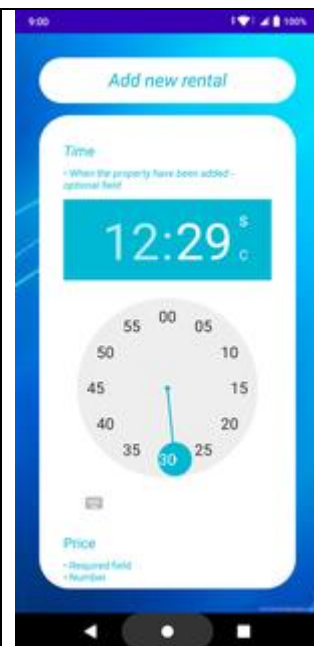 9:00
100%
Add new rental
Time
• When the property have been added -
optional field
12:29
S
C
00
55
05
50
10
45
15
40
20
35
30
25
Price
• Required field
• Number